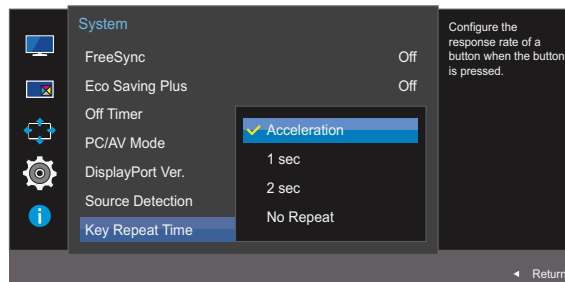 System
FreeSync Off
Eco Saving Plus Off
Off Timer
PC/AV Mode
DisplayPort Ver.
Source Detection
Key Repeat Time
Acceleration
1 sec
2 sec
No Repeat
Configure the
response rate of a
button when the button
is pressed.
Return